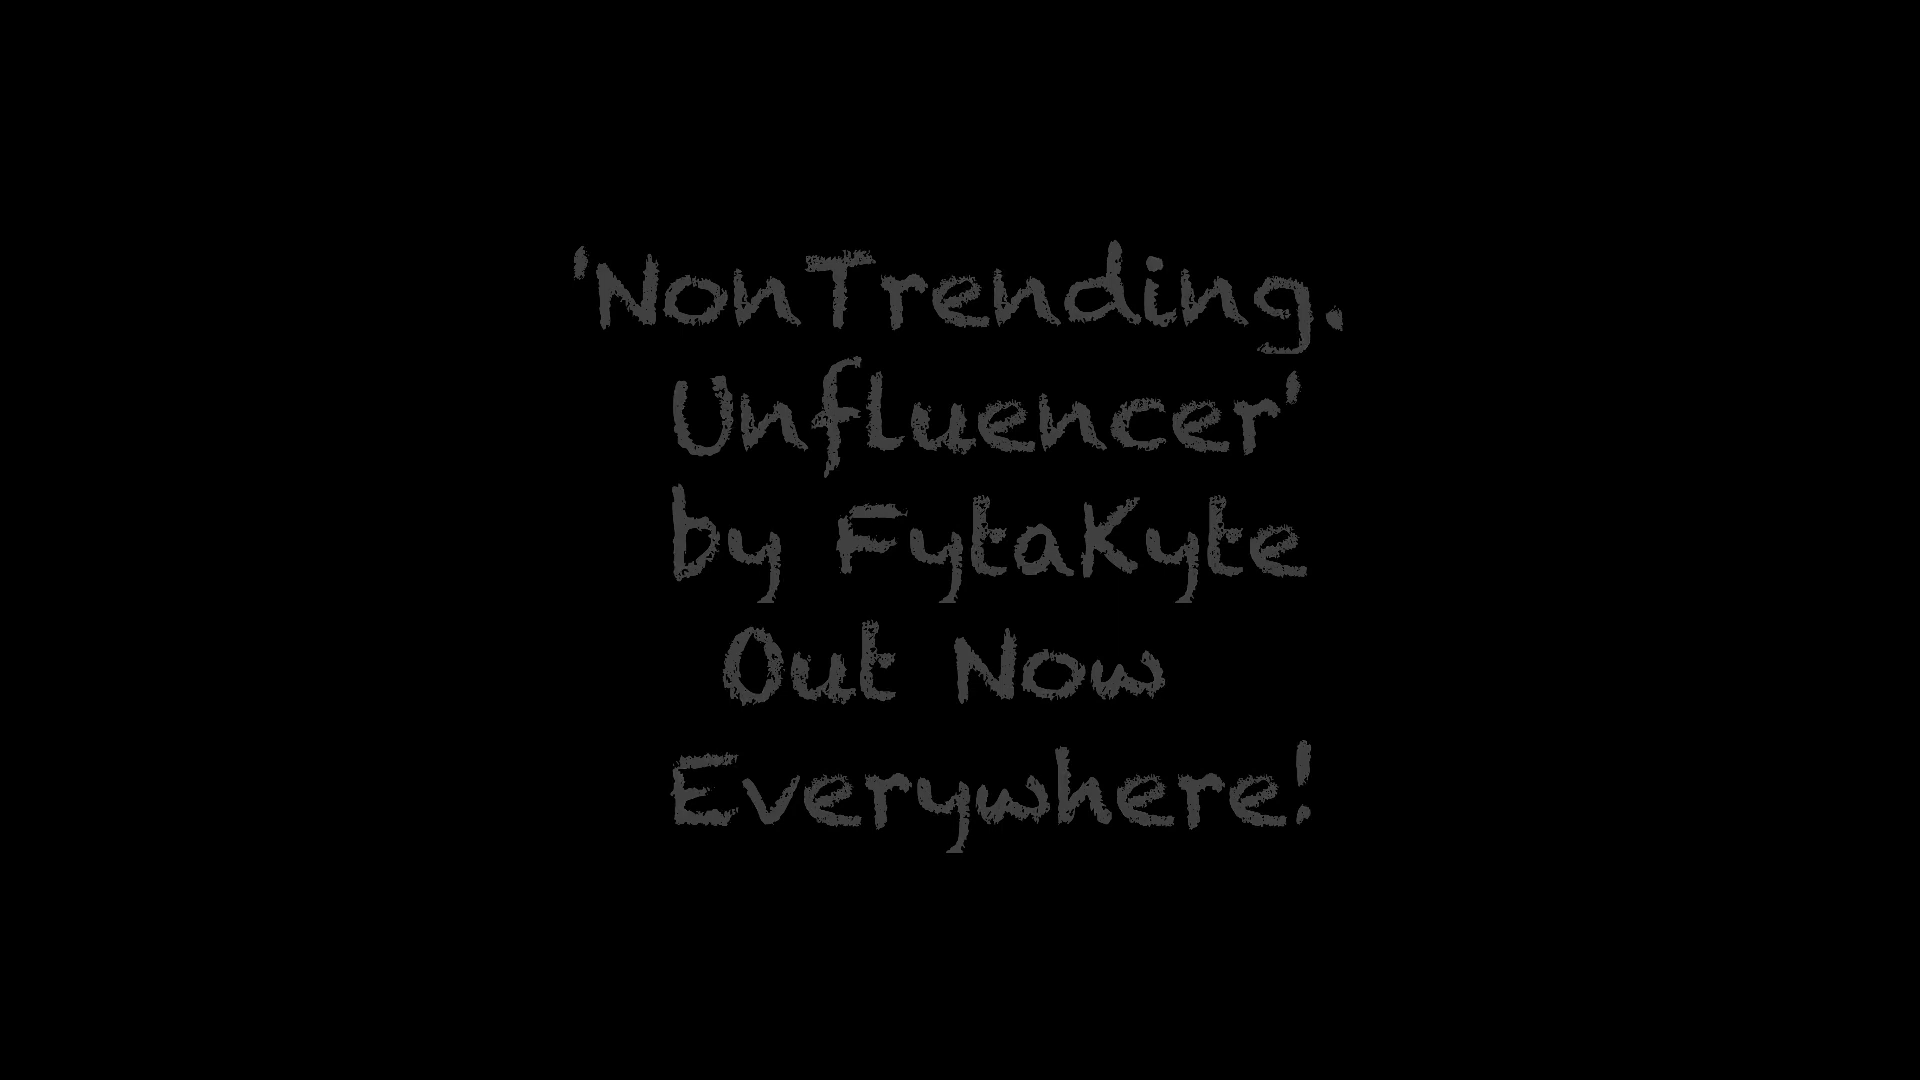 'NonTrending.
Unfluencer'
by FytaKyte
Out Now
Everywhere!